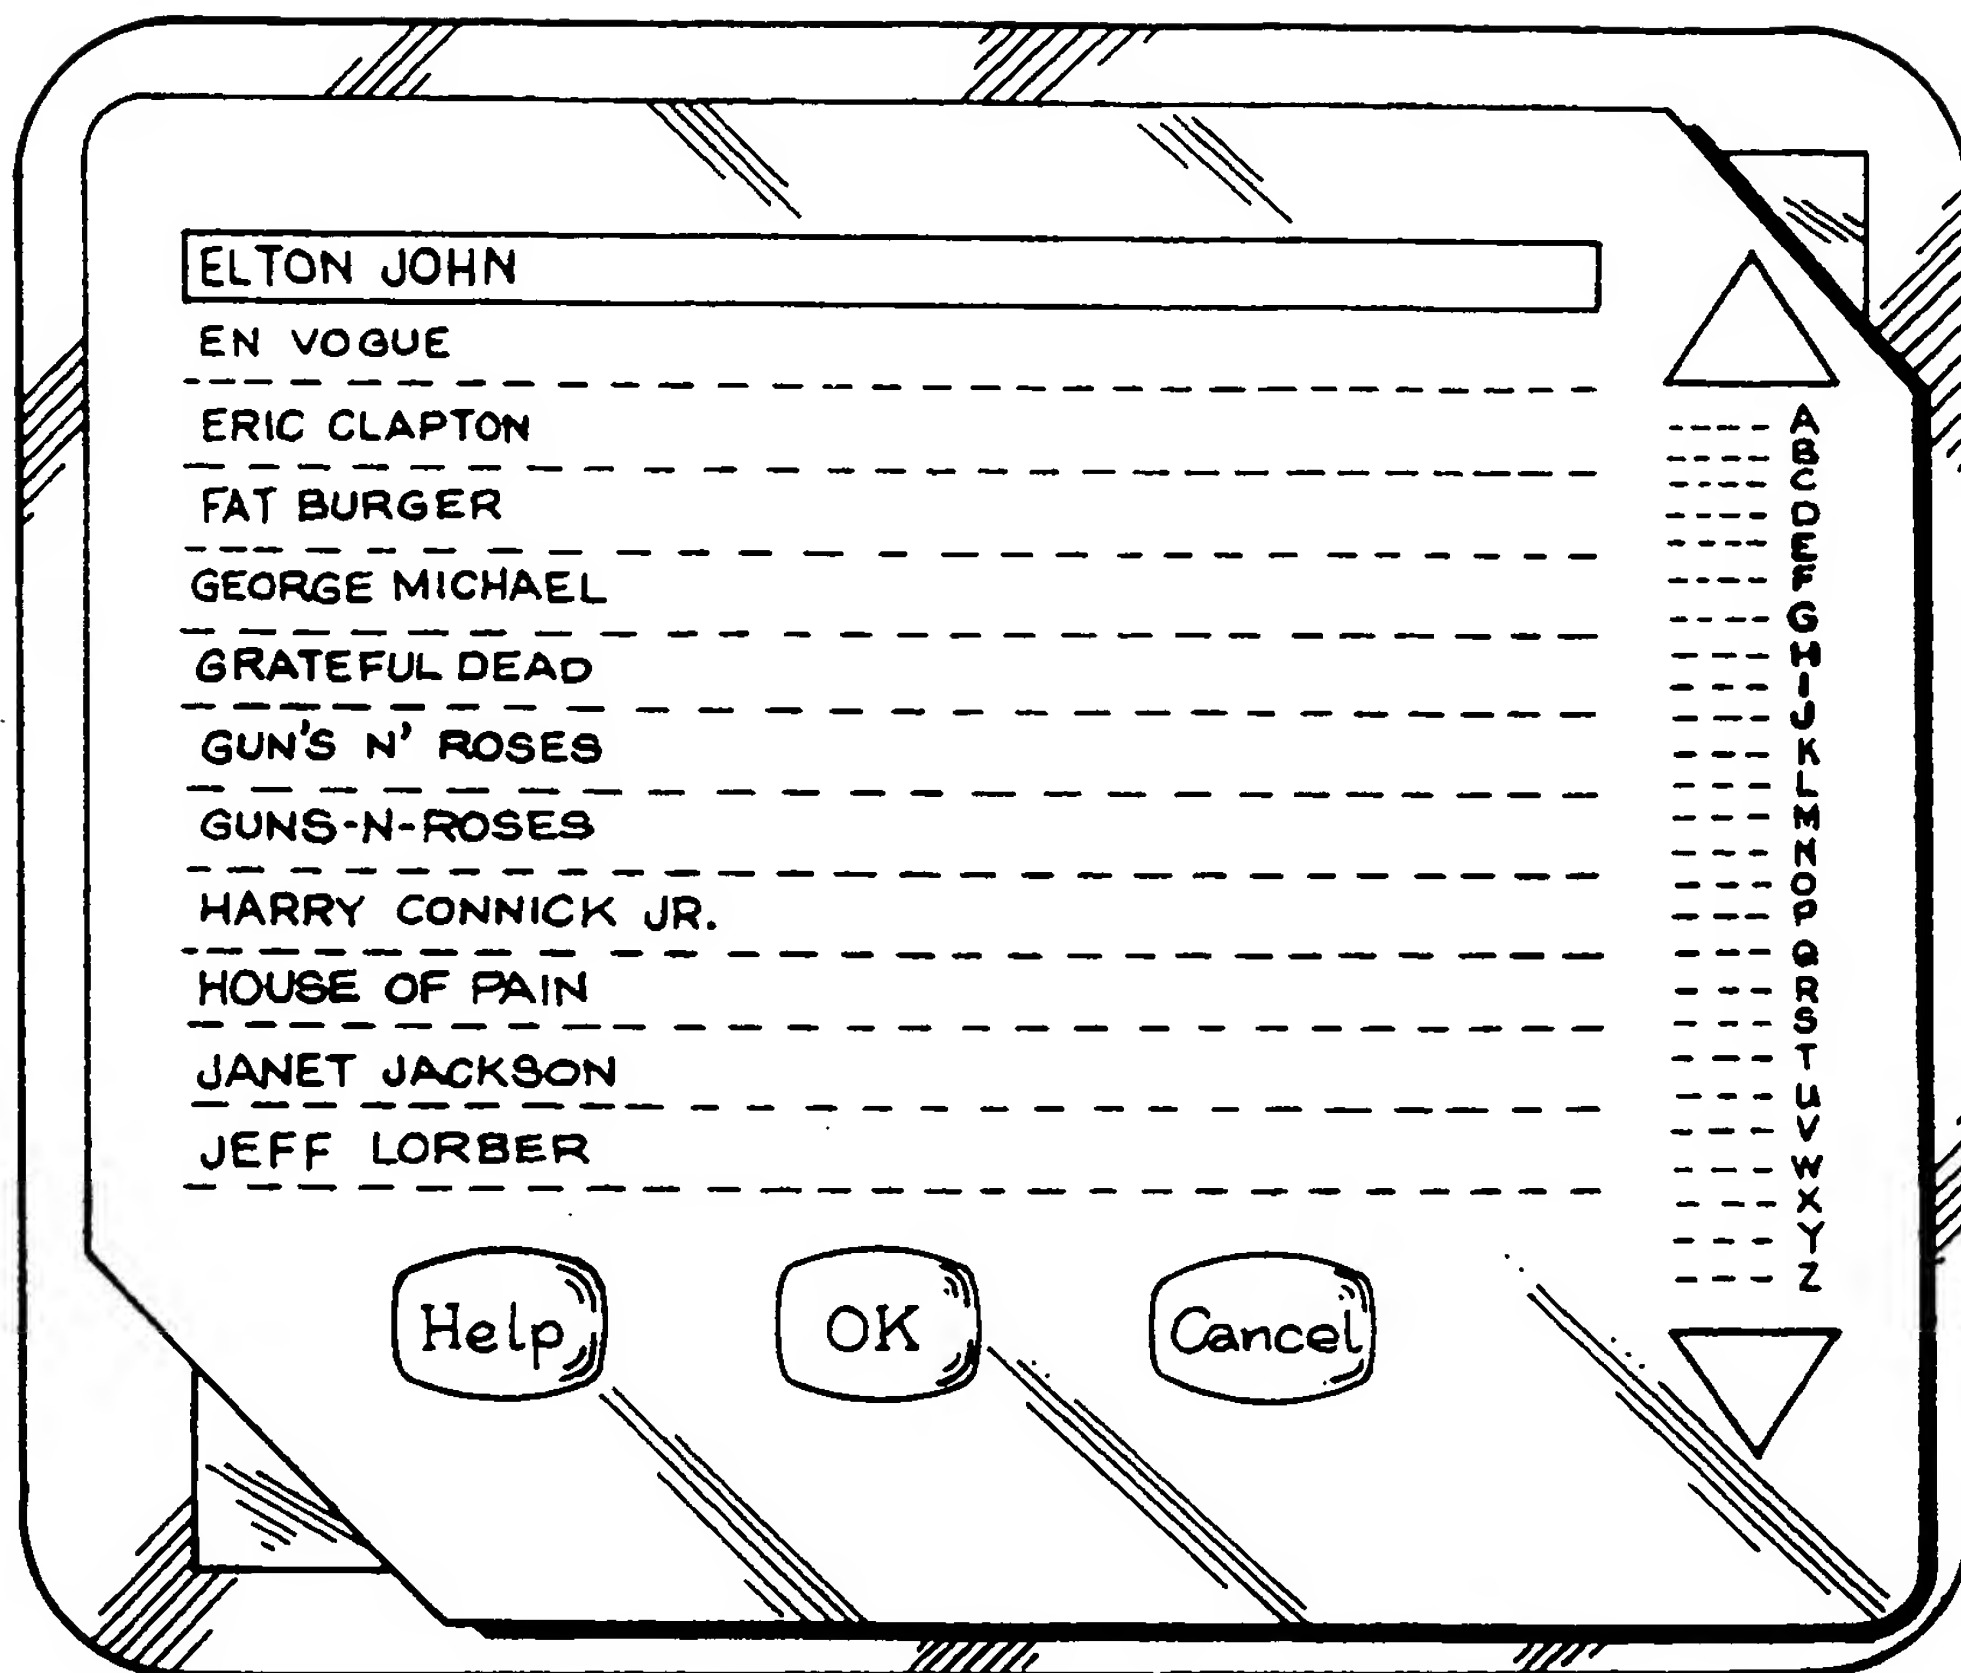 ELTON JOHN
EN VOGUE
ERIC CLAPTON
FAT BURGER
GEORGE MICHAEL
GRATEFUL DEAD
GUN'S N' ROSES
GUNS-N-ROSES
HARRY CONNICK JR.
HOUSE OF PAIN
JANET JACKSON
JEFF LORBER
A
B
C
D
E
F
G
H
I
J
K
L
M
N
O
P
Q
R
S
T
U
V
W
X
Y
Z
Help
OK
Cancel